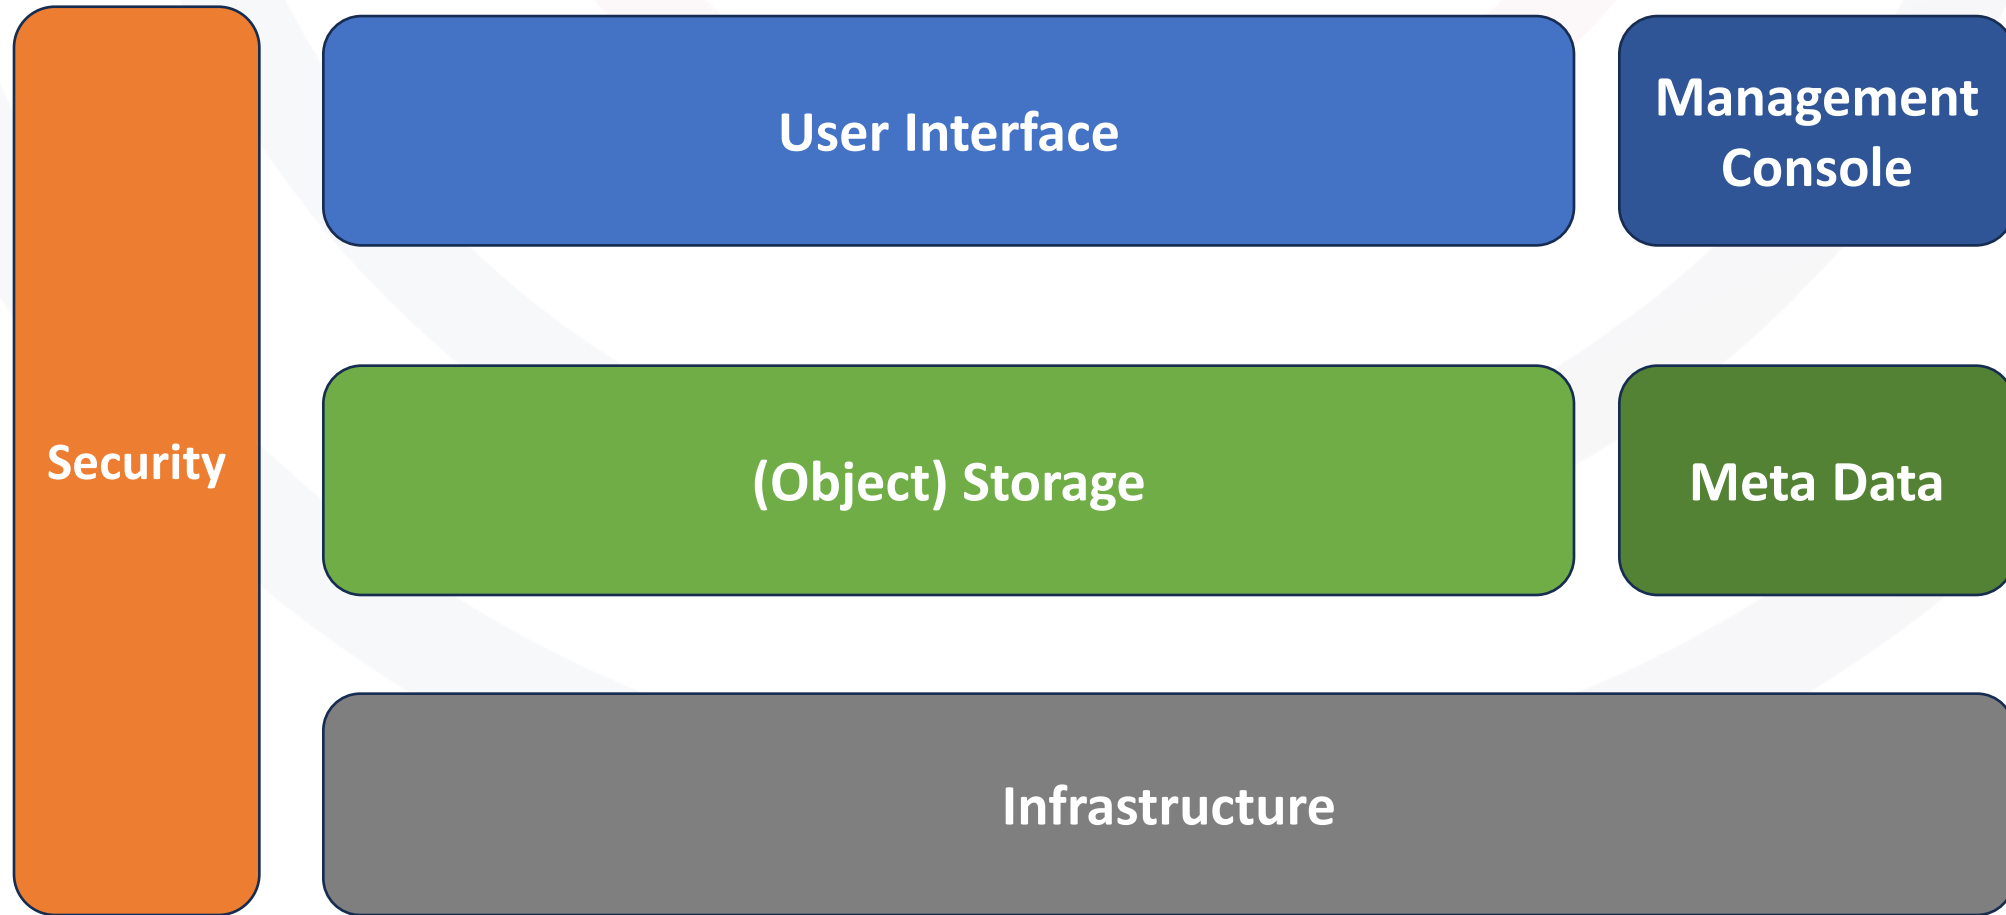 User Interface
Management
Console
Security
(Object) Storage
Meta Data
Infrastructure